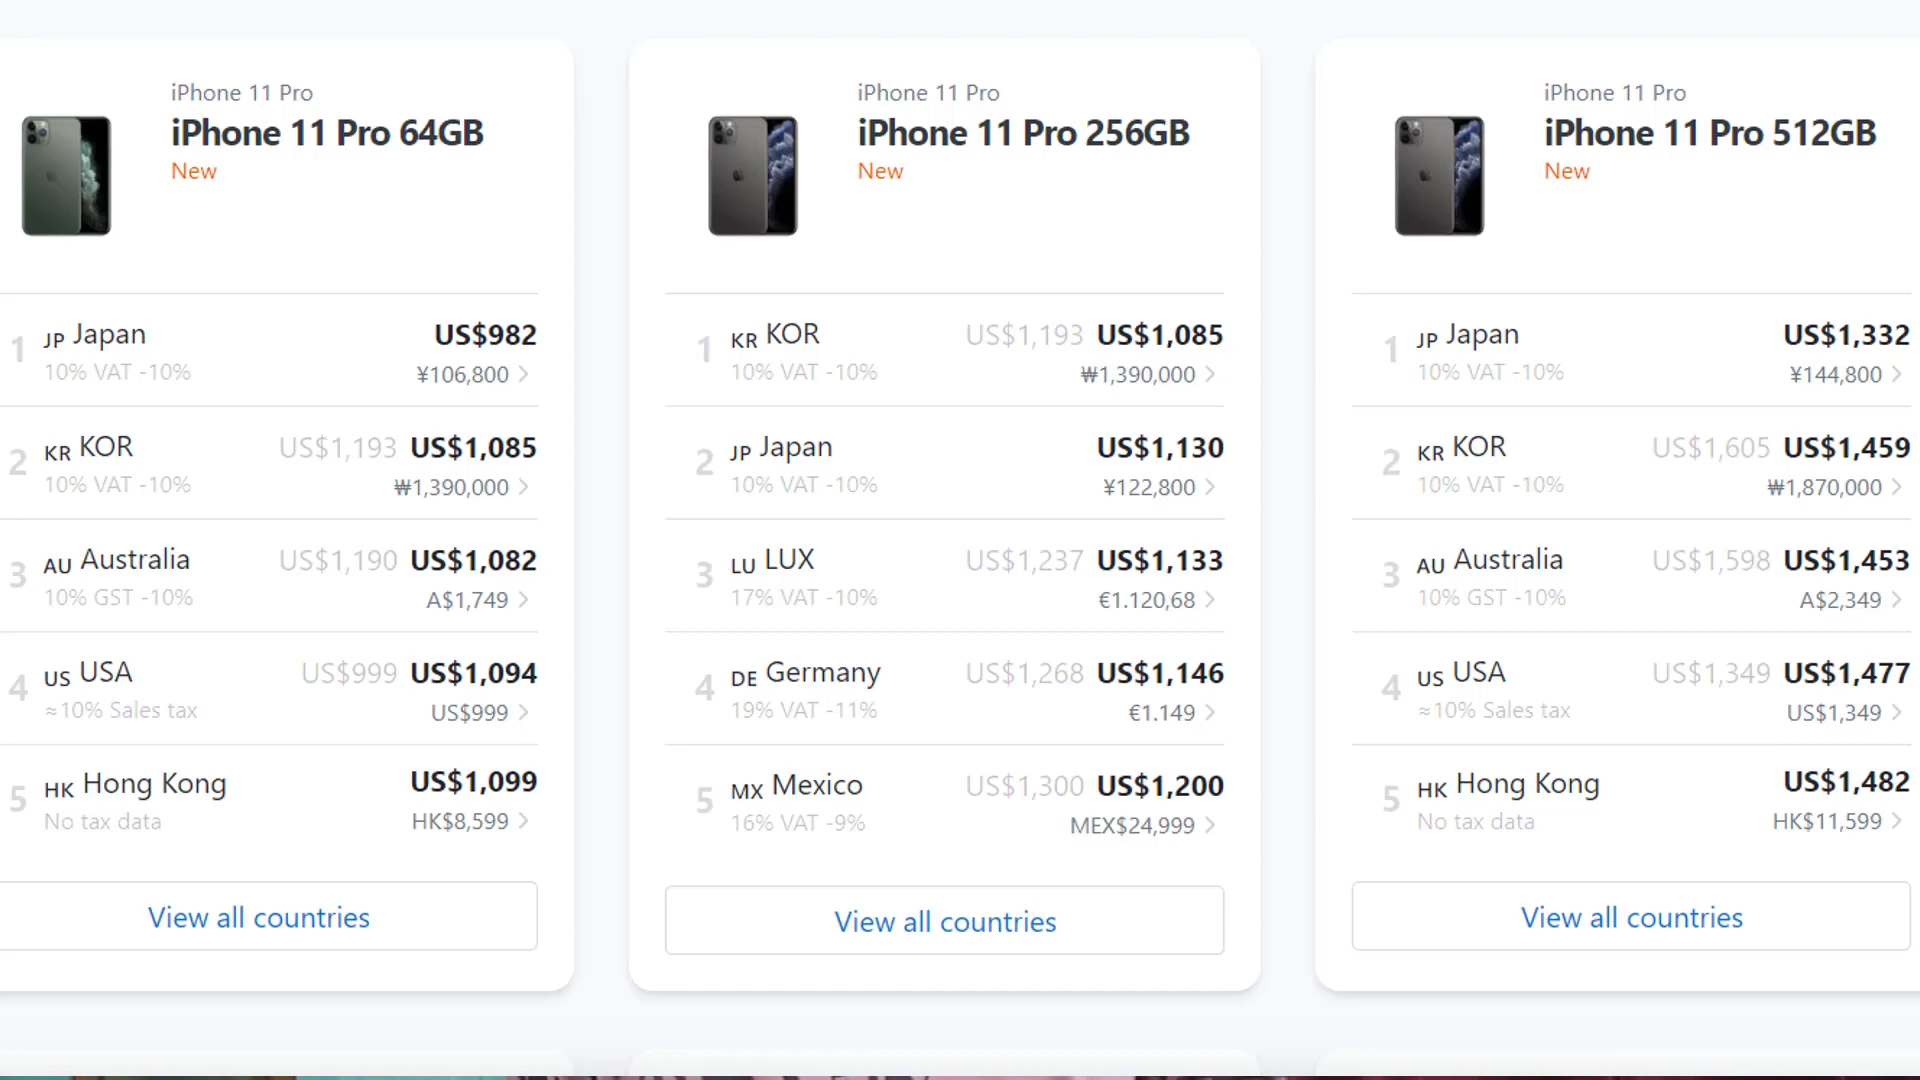 iPhone 11 Pro
iPhone 11 Pro 64GB
New
1 JP Japan US$982
10% VAT -10% ¥106,800
2 KR KOR US$1,193 US$1,085
10% VAT -10% ₩1,390,000
3 AU Australia US$1,190 US$1,082
10% GST -10% A$1,749
4 US USA US$999 US$1,094
≈10% Sales tax US$999
5 HK Hong Kong US$1,099
No tax data HK$8,599
View all countries
iPhone 11 Pro
iPhone 11 Pro 256GB
New
1 KR KOR US$1,193 US$1,085
10% VAT -10% ₩1,390,000
2 JP Japan US$1,130
10% VAT -10% ¥122,800
3 LU LUX US$1,237 US$1,133
17% VAT -10% €1.120,68
4 DE Germany US$1,268 US$1,146
19% VAT -11% €1.149
5 MX Mexico US$1,300 US$1,200
16% VAT -9% MEX$24,999
View all countries
iPhone 11 Pro
iPhone 11 Pro 512GB
New
1 JP Japan US$1,332
10% VAT -10% ¥144,800
2 KR KOR US$1,605 US$1,459
10% VAT -10% ₩1,870,000
3 AU Australia US$1,598 US$1,453
10% GST -10% A$2,349
4 US USA US$1,349 US$1,477
≈10% Sales tax US$1,349
5 HK Hong Kong US$1,482
No tax data HK$11,599
View all countries